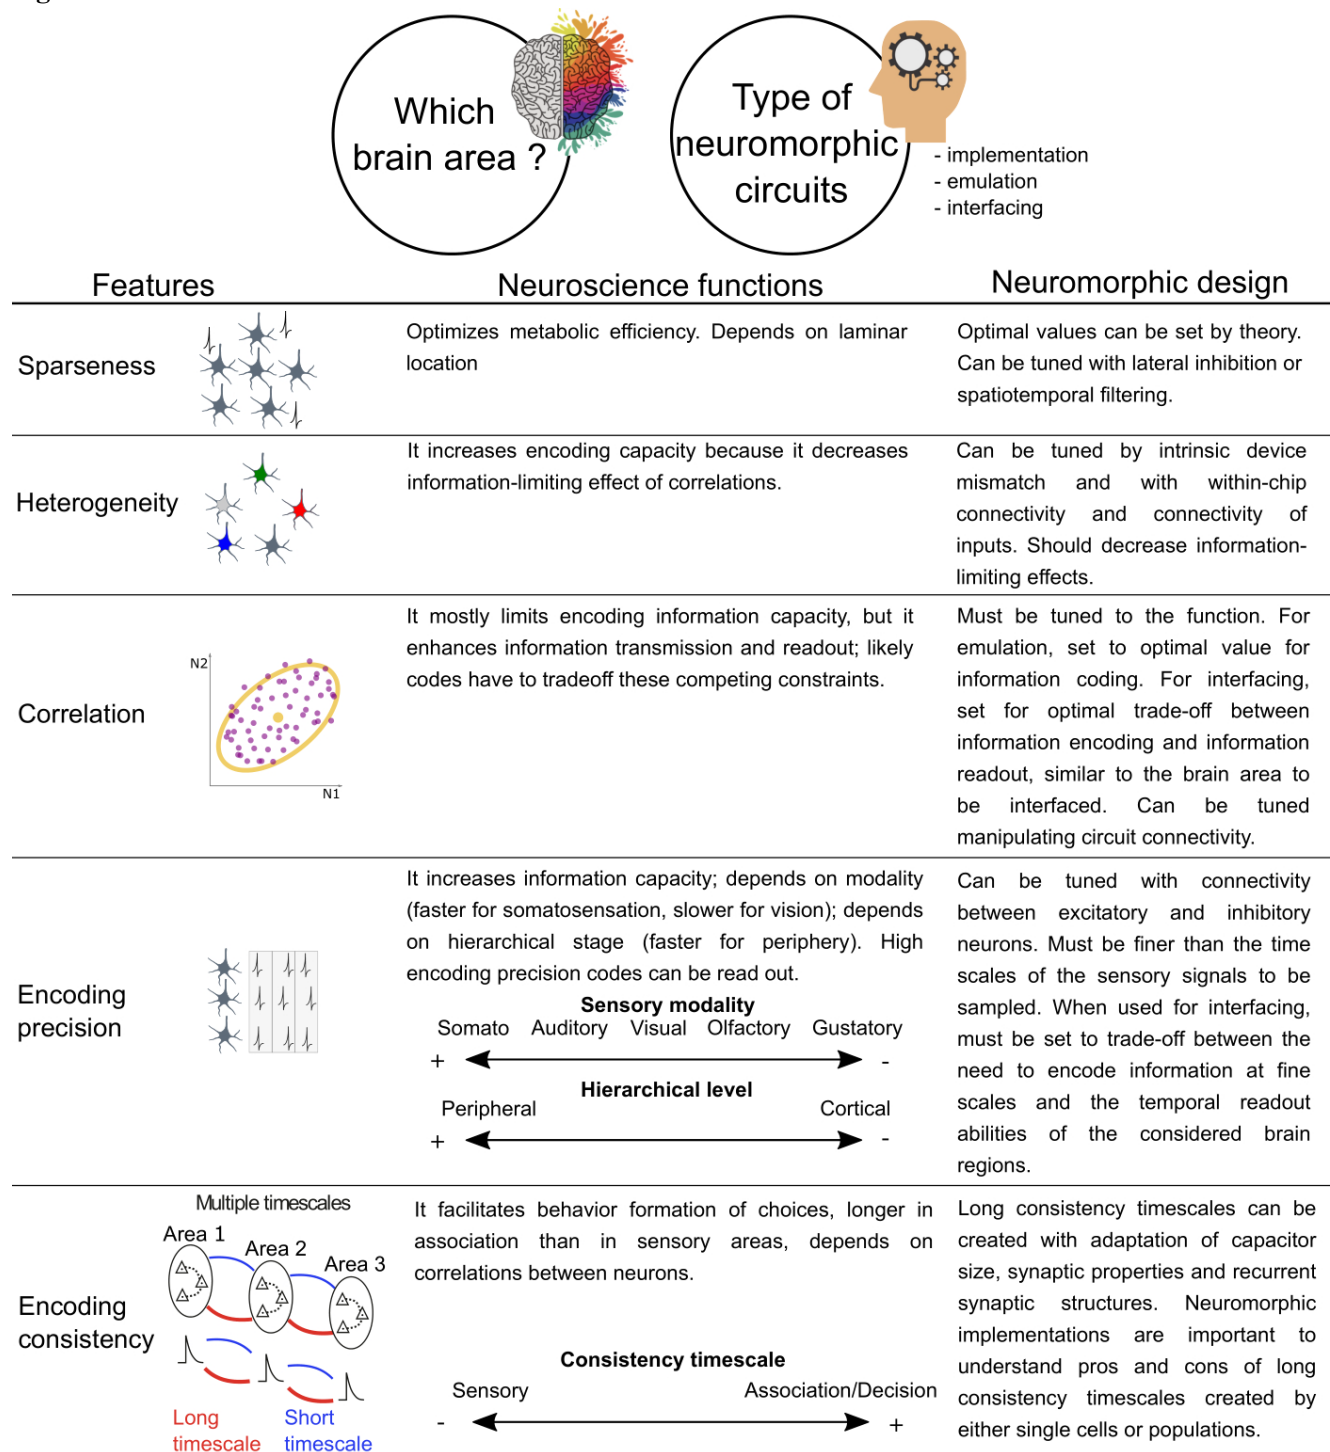 Which
brain area ?
Type of
neuromorphic
circuits
- implementation
- emulation
- interfacing
Features
Neuroscience functions
Neuromorphic design
Sparseness
Optimizes metabolic efficiency. Depends on laminar
location
Optimal values can be set by theory.
Can be tuned with lateral inhibition or
spatiotemporal filtering.
Heterogeneity
It increases encoding capacity because it decreases
information-limiting effect of correlations.
Can be tuned by intrinsic device
mismatch and with within-chip
connectivity and connectivity of
inputs. Should decrease information-
limiting effects.
Correlation
N2
N1
It mostly limits encoding information capacity, but it
enhances information transmission and readout; likely
codes have to tradeoff these competing constraints.
Must be tuned to the function. For
emulation, set to optimal value for
information coding. For interfacing,
set for optimal trade-off between
information encoding and information
readout, similar to the brain area to
be interfaced. Can be tuned
manipulating circuit connectivity.
Encoding
precision
It increases information capacity; depends on modality
(faster for somatosensation, slower for vision); depends
on hierarchical stage (faster for periphery). High
encoding precision codes can be read out.
Sensory modality
Somato Auditory Visual Olfactory Gustatory
+ -
Hierarchical level
Peripheral Cortical
+ -
Can be tuned with connectivity
between excitatory and inhibitory
neurons. Must be finer than the time
scales of the sensory signals to be
sampled. When used for interfacing,
must be set to trade-off between the
need to encode information at fine
scales and the temporal readout
abilities of the considered brain
regions.
Encoding
consistency
Multiple timescales
Area 1
Area 2
Area 3
Long
timescale
Short
timescale
It facilitates behavior formation of choices, longer in
association than in sensory areas, depends on
correlations between neurons.
Consistency timescale
Sensory Association/Decision
- +
Long consistency timescales can be
created with adaptation of capacitor
size, synaptic properties and recurrent
synaptic structures. Neuromorphic
implementations are important to
understand pros and cons of long
consistency timescales created by
either single cells or populations.